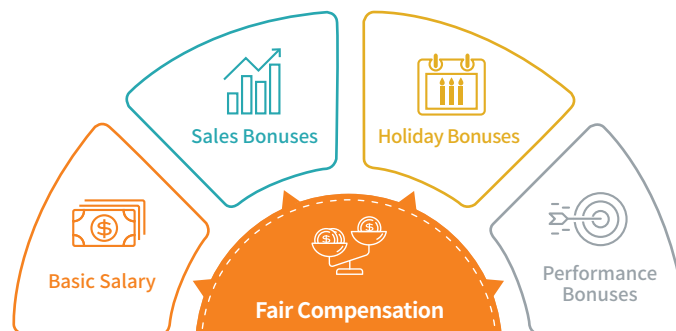 Sales Bonuses
Holiday Bonuses
Basic Salary
Performance
Bonuses
Fair Compensation